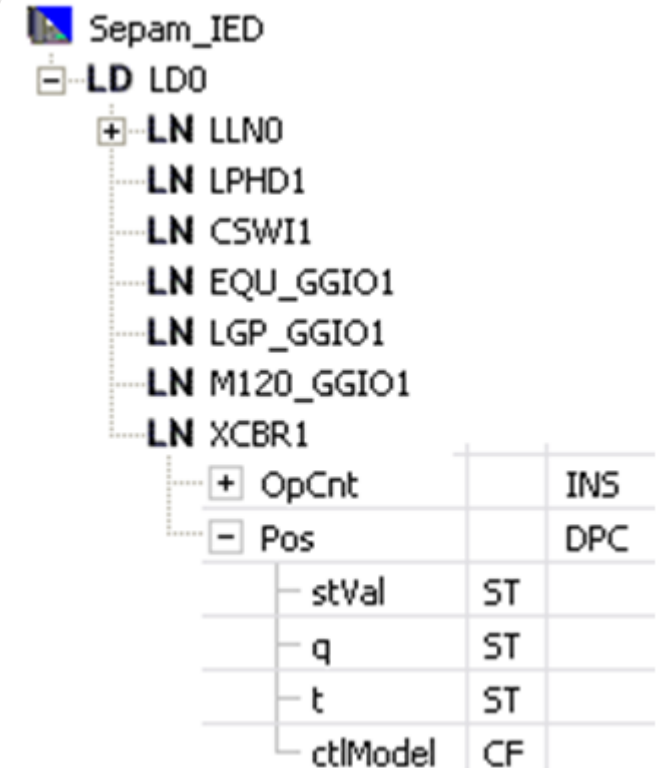 Sepam_IED
LD LD0
LN LLN0
LN LPHD1
LN CSWI1
LN EQU_GGIO1
LN LGP_GGIO1
LN M120_GGIO1
LN XCBR1
OpCnt INS
Pos DPC
stVal ST
q ST
t ST
ctlModel CF